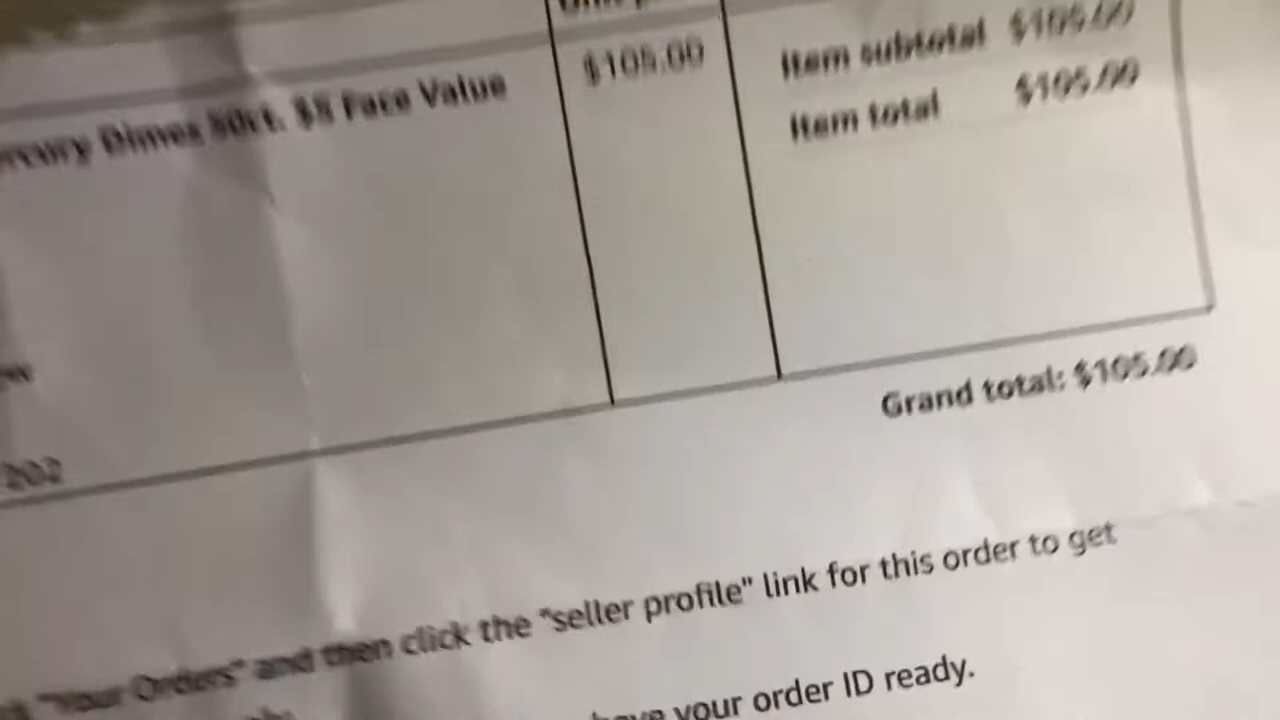 $105.00
Item subtotal $105.00
Dimes 50ct. $5 Face Value
Item total $105.00
Grand total: $105.00
202
"Your Orders" and then click the "seller profile" link for this order to get
have your order ID ready.